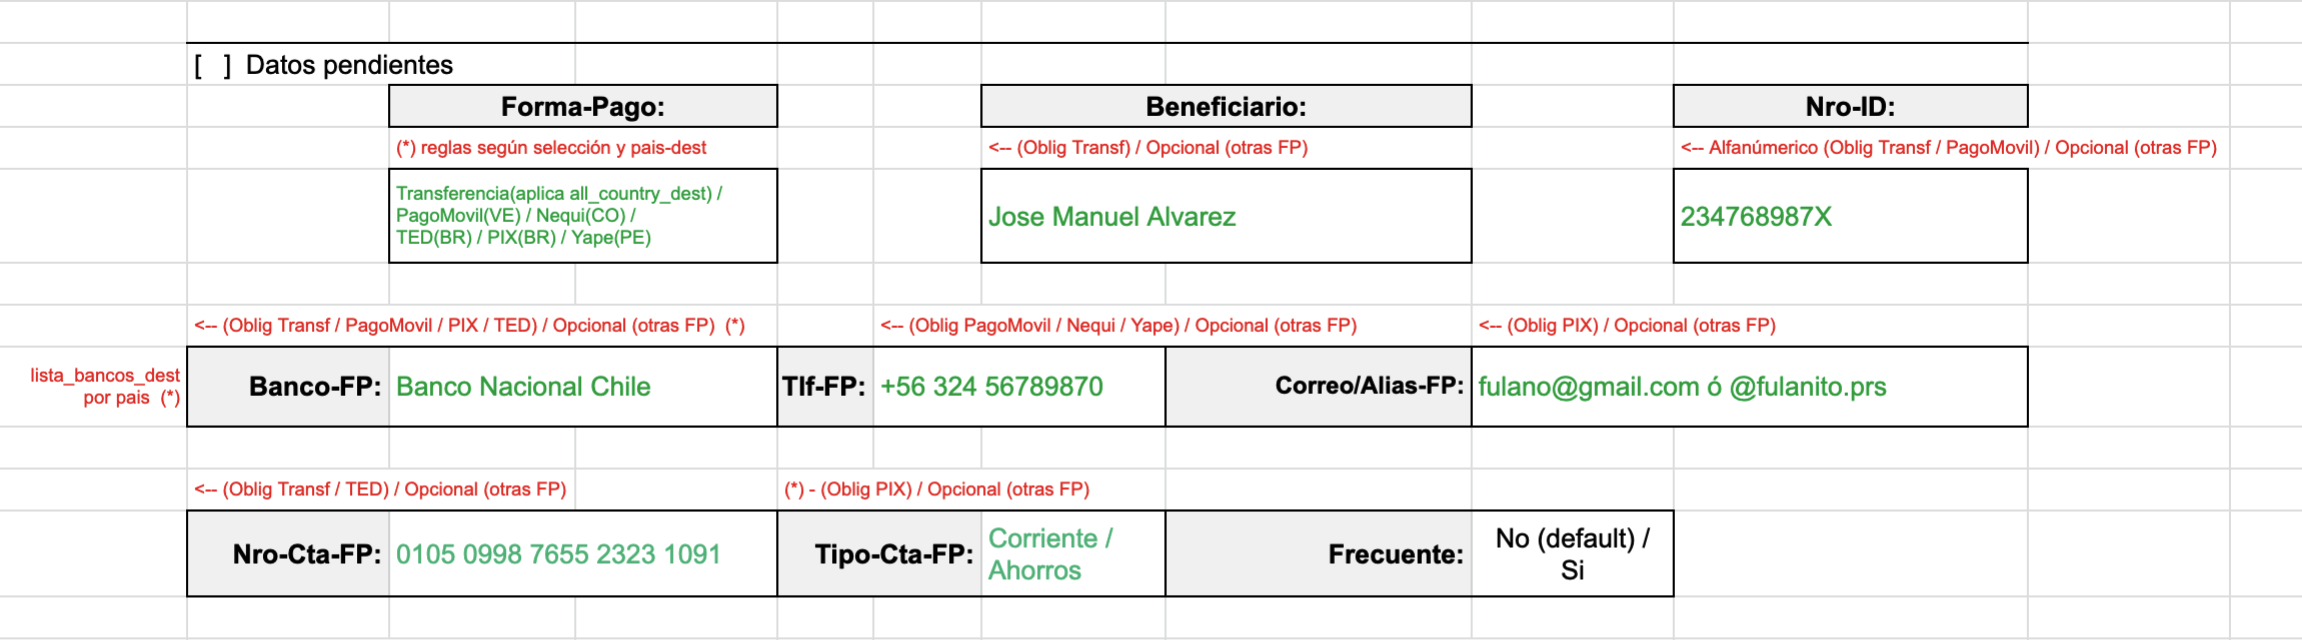 [   ]  Datos pendientes
Forma-Pago:
Beneficiario:
Nro-ID:
(*) reglas según selección y pais-dest
<-- (Oblig Transf) / Opcional (otras FP)
<-- Alfanúmerico (Oblig Transf / PagoMovil) / Opcional (otras FP)
Transferencia(aplica all_country_dest) /
PagoMovil(VE) / Nequi(CO) /
TED(BR) / PIX(BR) / Yape(PE)
Jose Manuel Alvarez
234768987X
<-- (Oblig Transf / PagoMovil / PIX / TED) / Opcional (otras FP)  (*)
<-- (Oblig PagoMovil / Nequi / Yape) / Opcional (otras FP)
<-- (Oblig PIX) / Opcional (otras FP)
lista_bancos_dest
por pais  (*)
Banco-FP:
Banco Nacional Chile
Tlf-FP:
+56 324 56789870
Correo/Alias-FP:
fulano@gmail.com ó @fulanito.prs
<-- (Oblig Transf / TED) / Opcional (otras FP)
(*) - (Oblig PIX) / Opcional (otras FP)
Nro-Cta-FP:
0105 0998 7655 2323 1091
Tipo-Cta-FP:
Corriente /
Ahorros
Frecuente:
No (default) /
Si